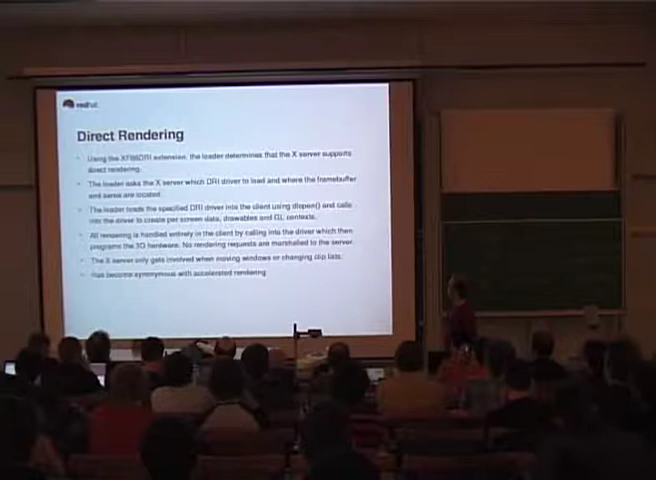 redhat
Direct Rendering
Using the XF86DRI extension, the loader determines that the X server supports
direct rendering.
The loader asks the X server which DRI driver to load and where the framebuffer
and sarea are located.
The loader loads the specified DRI driver into the client using dlopen() and calls
into the driver to create per screen data, drawables and GL contexts.
All rendering is handled entirely in the client by calling into the driver which then
programs the 3D hardware. No rendering requests are marshalled to the server.
The X server only gets involved when moving windows or changing clip lists.
Has become synonymous with accelerated rendering